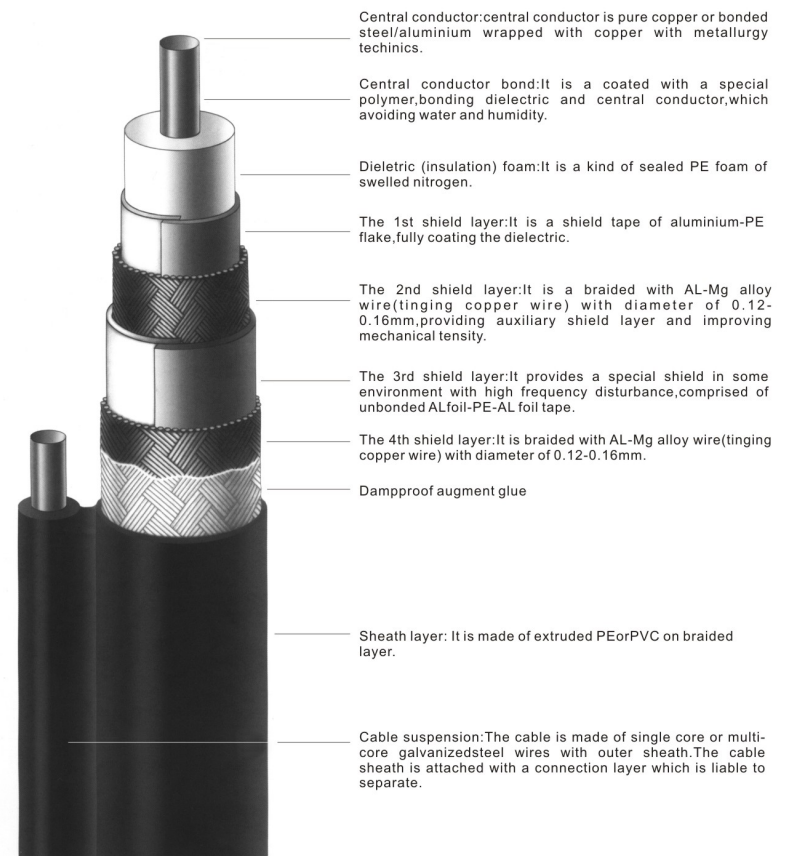 Central conductor:central conductor is pure copper or bonded
steel/aluminium wrapped with copper with metallurgy
techinics.
Central conductor bond:It is a coated with a special
polymer,bonding dielectric and central conductor,which
avoiding water and humidity.
Dieletric (insulation) foam:It is a kind of sealed PE foam of
swelled nitrogen.
The 1st shield layer:It is a shield tape of aluminium-PE
flake,fully coating the dielectric.
The 2nd shield layer:It is a braided with AL-Mg alloy
wire(tinging copper wire) with diameter of 0.12-
0.16mm,providing auxiliary shield layer and improving
mechanical tensity.
The 3rd shield layer:It provides a special shield in some
environment with high frequency disturbance,comprised of
unbonded ALfoil-PE-AL foil tape.
The 4th shield layer:It is braided with AL-Mg alloy wire(tinging
copper wire) with diameter of 0.12-0.16mm.
Dampproof augment glue
Sheath layer: It is made of extruded PEorPVC on braided
layer.
Cable suspension:The cable is made of single core or multi-
core galvanizedsteel wires with outer sheath.The cable
sheath is attached with a connection layer which is liable to
separate.